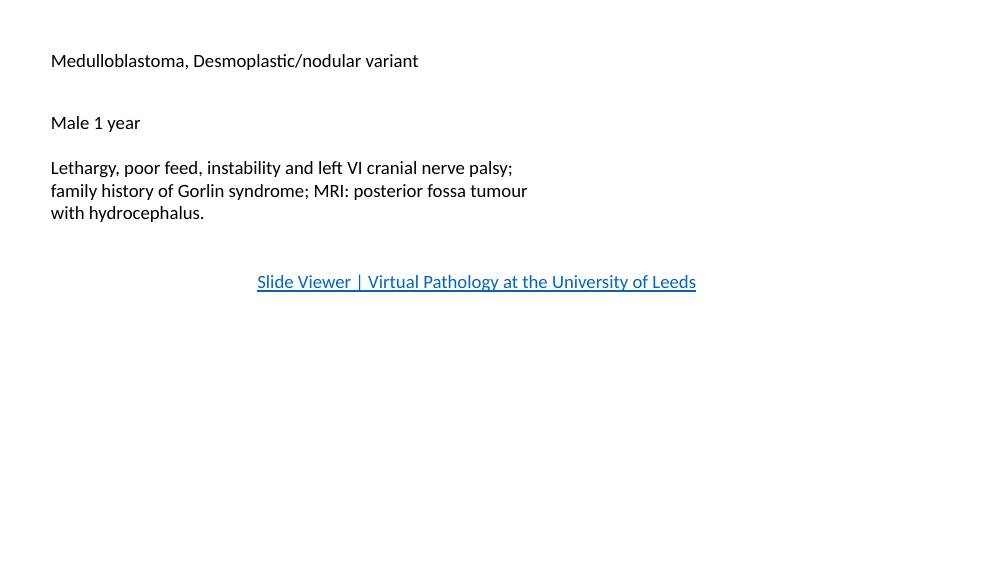 Medulloblastoma, Desmoplastic/nodular variant
Male 1 year
Lethargy, poor feed, instability and left VI cranial nerve palsy;
family history of Gorlin syndrome; MRI: posterior fossa tumour
with hydrocephalus.
Slide Viewer | Virtual Pathology at the University of Leeds